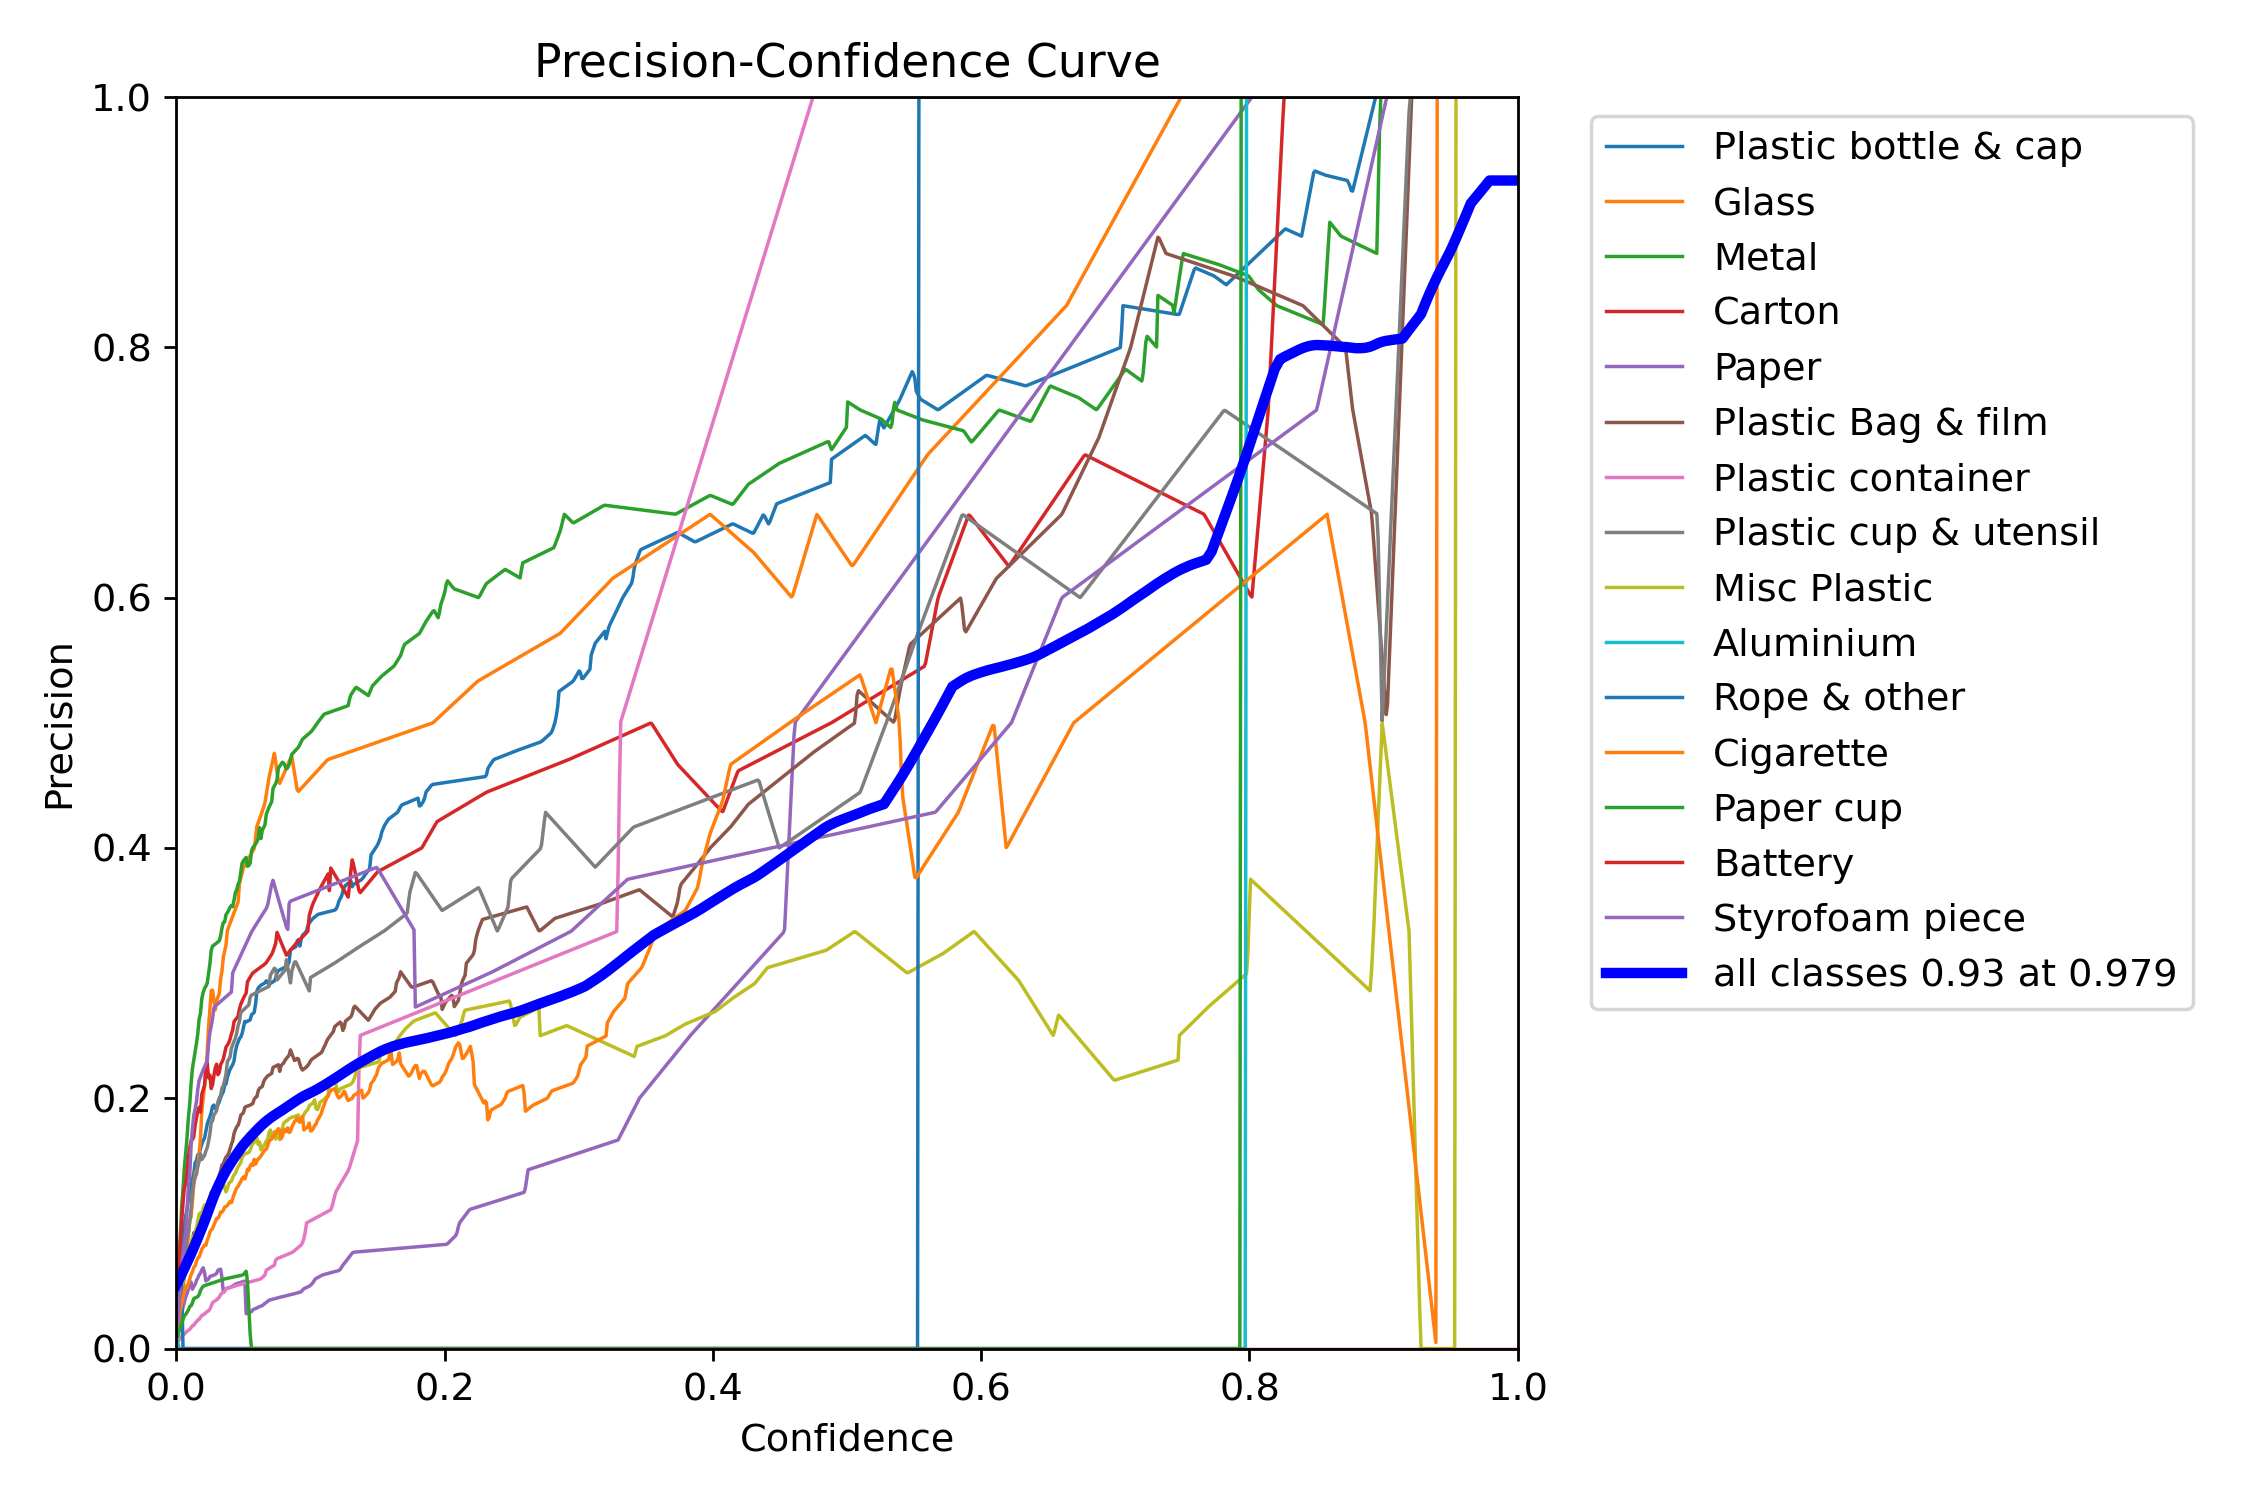 Precision-Confidence Curve
1.0
0.8
0.6
0.4
0.2
0.0
Precision
0.0 0.2 0.4 0.6 0.8 1.0
Confidence
Plastic bottle & cap
Glass
Metal
Carton
Paper
Plastic Bag & film
Plastic container
Plastic cup & utensil
Misc Plastic
Aluminium
Rope & other
Cigarette
Paper cup
Battery
Styrofoam piece
all classes 0.93 at 0.979